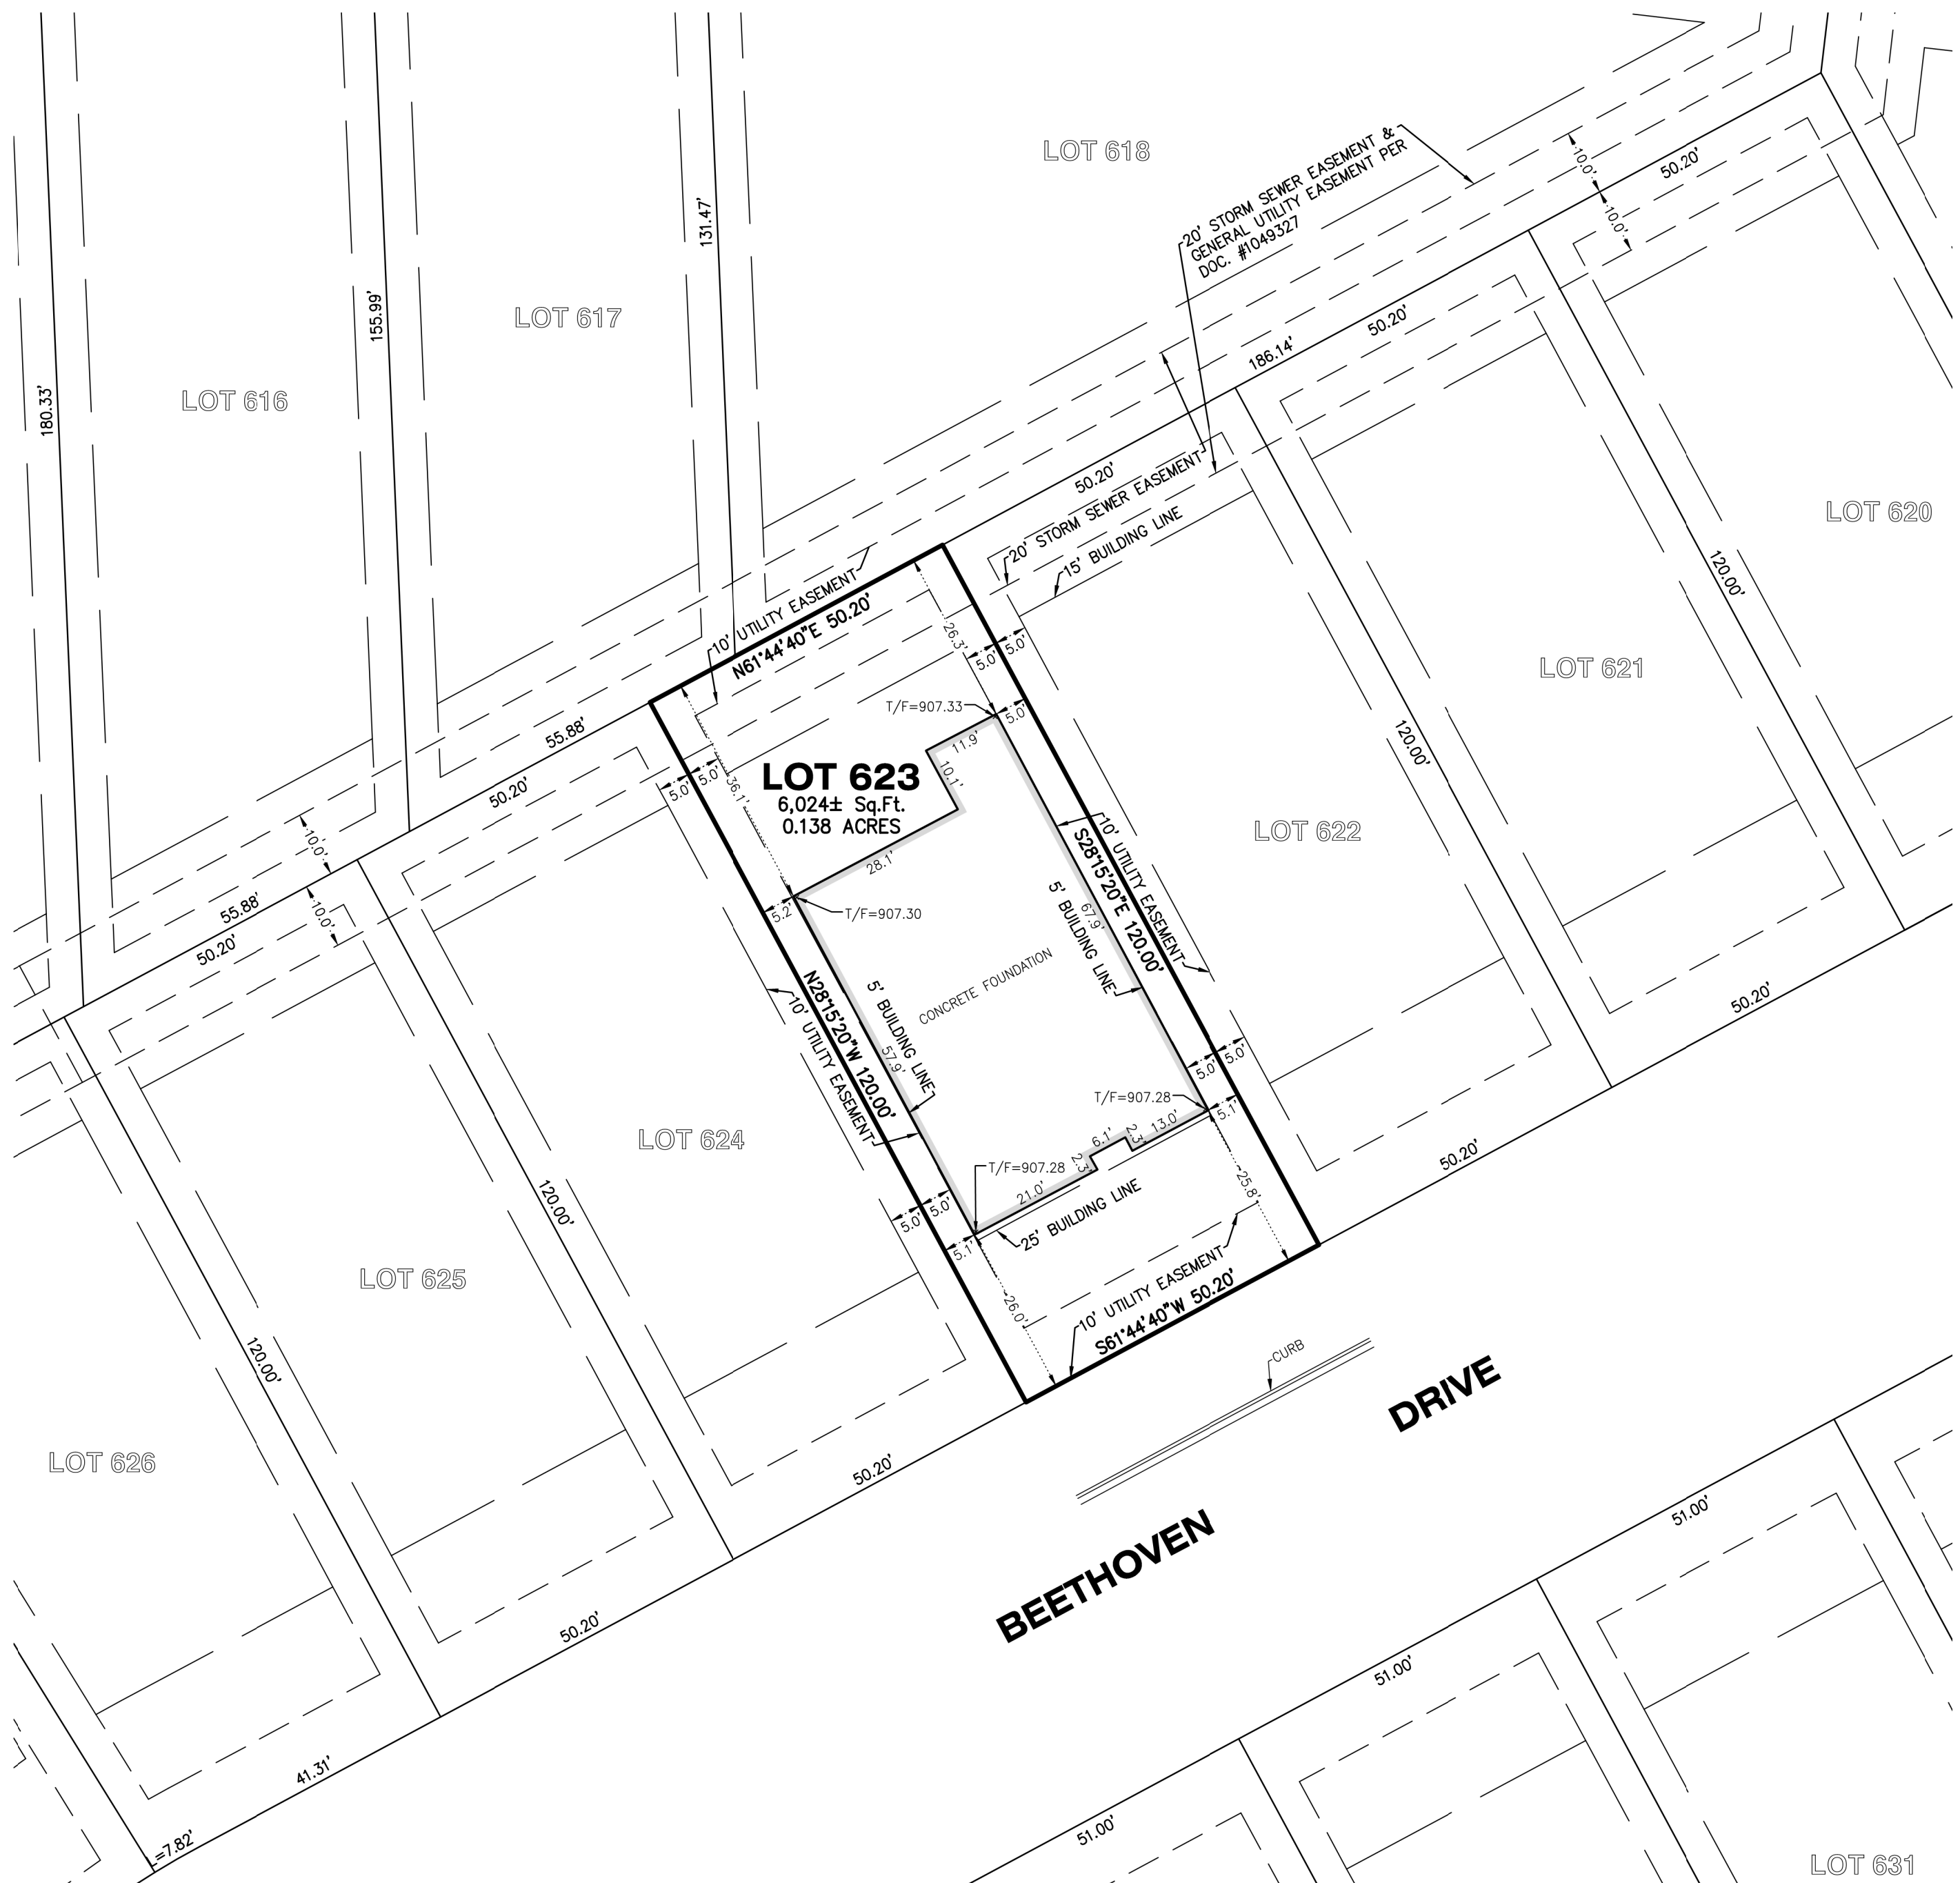 LOT 618
20' STORM SEWER EASEMENT &
GENERAL UTILITY EASEMENT PER
DOC. #1049327
10.0'
10.0'
50.20'
131.47'
LOT 617
155.99'
LOT 616
180.33'
50.20'
186.14'
50.20'
20' STORM SEWER EASEMENT
15' BUILDING LINE
LOT 620
120.00'
LOT 621
120.00'
LOT 622
10' UTILITY EASEMENT
N61°44'40"E 50.20'
26.3'
5.0'
5.0'
T/F=907.33
5.0'
11.9'
10.1'
LOT 623
6,024± Sq.Ft.
0.138 ACRES
36.1'
5.0'
5.0'
28.1'
T/F=907.30
5.2'
55.88'
50.20'
10.0'
10.0'
55.88'
50.20'
10' UTILITY EASEMENT
S28°15'20"E 120.00'
67.9'
5' BUILDING LINE
CONCRETE FOUNDATION
5' BUILDING LINE
57.9'
N28°15'20"W 120.00'
10' UTILITY EASEMENT
5.0'
5.0'
T/F=907.28
5.1'
13.0'
2.3'
6.1'
2.3'
T/F=907.28
21.0'
25' BUILDING LINE
25.8'
5.0'
5.0'
5.1'
26.0'
10' UTILITY EASEMENT
S61°44'40"W 50.20'
50.20'
50.20'
LOT 624
120.00'
LOT 625
120.00'
LOT 626
CURB
BEETHOVEN DRIVE
50.20'
50.20'
41.31'
L=7.82'
51.00'
51.00'
51.00'
LOT 631